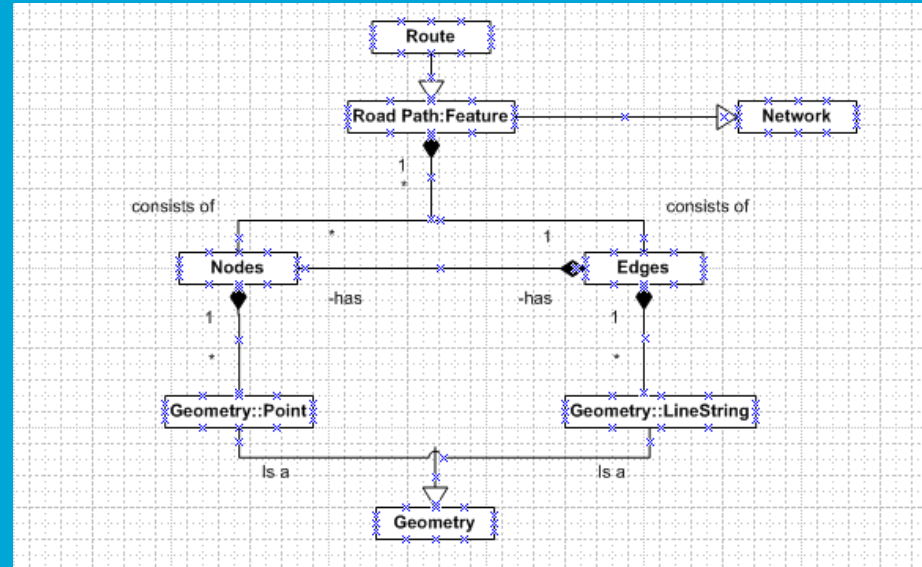 Route
Road Path:Feature
Network
1
*
consists of
consists of
*
1
Nodes
Edges
-has
-has
1
1
*
*
Geometry::Point
Geometry::LineString
Is a
Is a
Geometry